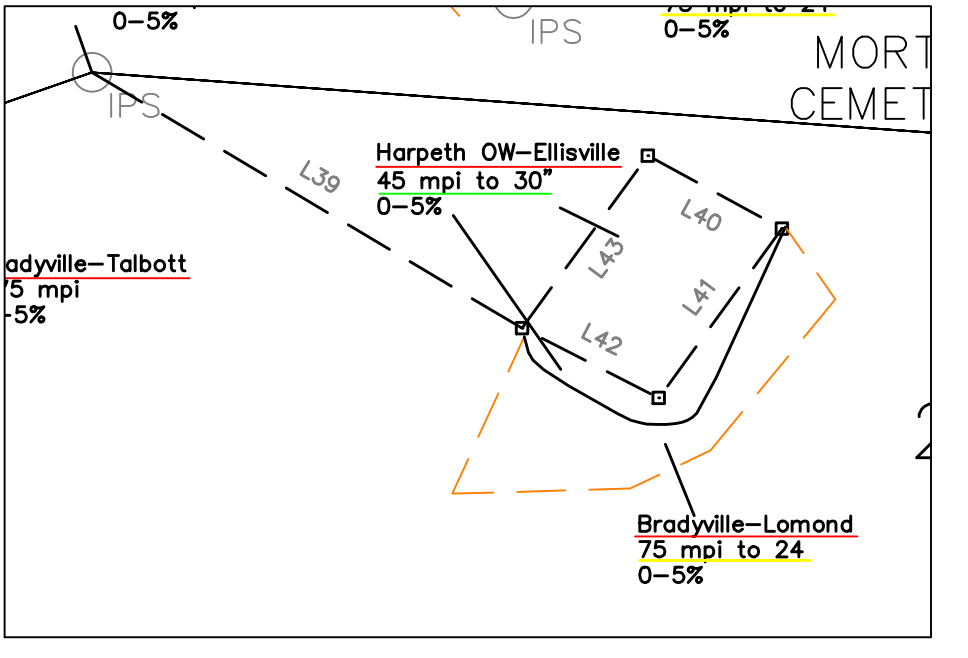 0-5%
0-5%
IPS
MORT
CEMET
IPS
Harpeth OW-Ellisville
45 mpi to 30”
0-5%
L39
L40
L43
adyville-Talbott
75 mpi
-5%
L41
L42
2
Bradyville-Lomond
75 mpi to 24
0-5%